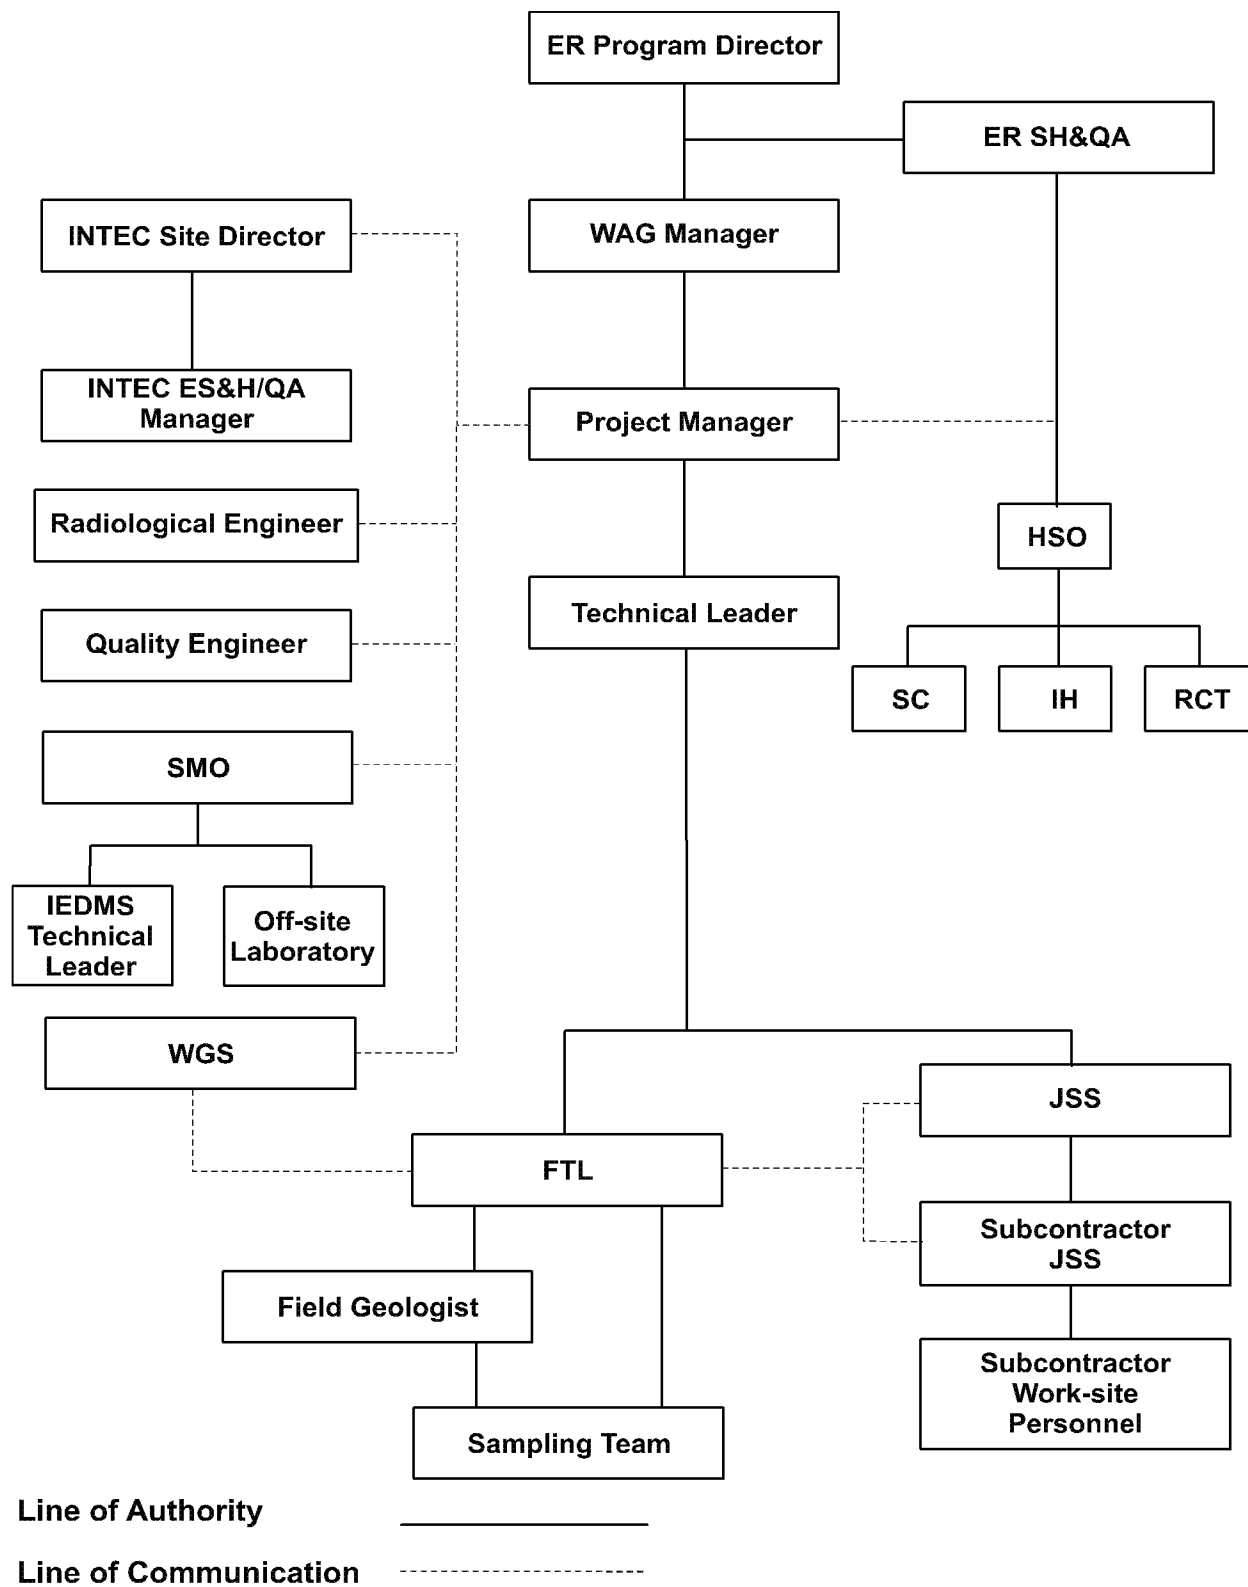 ER Program Director
ER SH&QA
INTEC Site Director
WAG Manager
INTEC ES&H/QA
Manager
Project Manager
Radiological Engineer
HSO
Technical Leader
Quality Engineer
SC
IH
RCT
SMO
IEDMS
Technical
Leader
Off-site
Laboratory
WGS
JSS
FTL
Subcontractor
JSS
Field Geologist
Subcontractor
Work-site
Personnel
Sampling Team
Line of Authority
Line of Communication